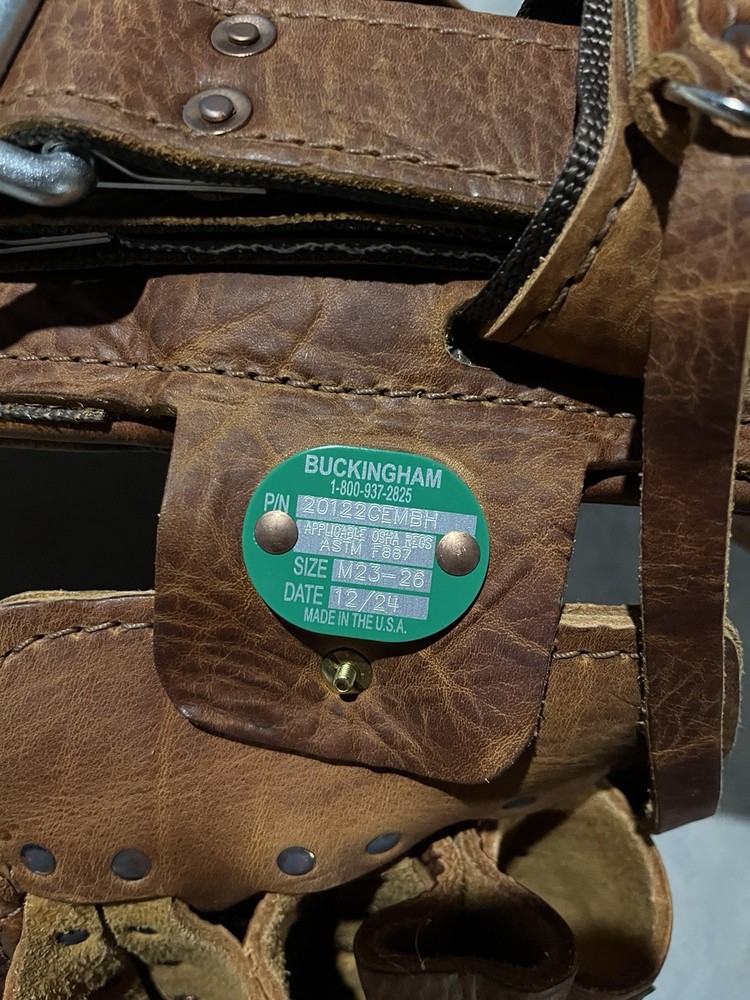 BUCKINGHAM
1-800-937-2825
P/N 20122CEMBH
APPLICABLE OSHA REGS
ASTM F887
SIZE M23-26
DATE 12/24
MADE IN THE U.S.A.